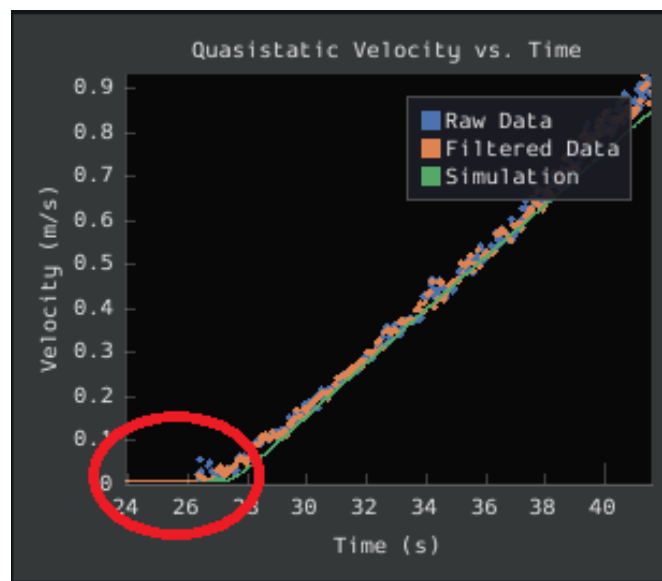 Quasistatic Velocity vs. Time
Raw Data
Filtered Data
Simulation
Velocity (m/s)
0.9
0.8
0.7
0.6
0.5
0.4
0.3
0.2
0.1
0
24 26 28 30 32 34 36 38 40
Time (s)